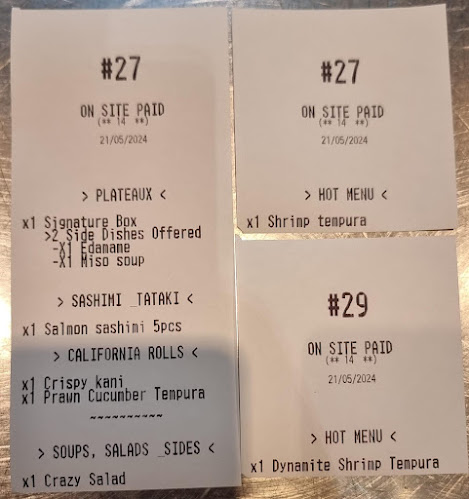 #27
ON SITE PAID
(** 14 **)
21/05/2024
> PLATEAUX <
x1 Signature Box
>2 Side Dishes Offered
-X1 Edamame
-X1 Miso soup
> SASHIMI _TATAKI <
x1 Salmon sashimi 5pcs
> CALIFORNIA ROLLS <
x1 Crispy kani
x1 Prawn Cucumber Tempura
~~~~~~~~~~
> SOUPS, SALADS _SIDES <
x1 Crazy Salad
#27
ON SITE PAID
(** 14 **)
21/05/2024
> HOT MENU <
x1 Shrimp tempura
#29
ON SITE PAID
(** 14 **)
21/05/2024
> HOT MENU <
x1 Dynamite Shrimp Tempura